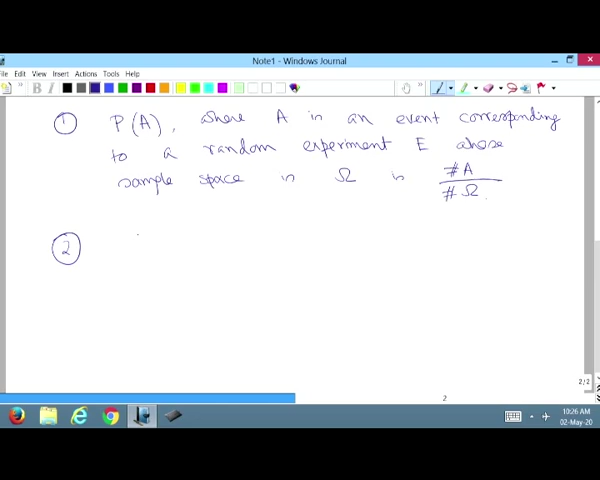 Note1 - Windows Journal
File Edit View Insert Actions Tools Help
B I
① P(A), where A is an event corresponding
to a random experiment E whose
sample space is Ω is #A / #Ω.
②
2/2
2
10:26 AM
02-May-20